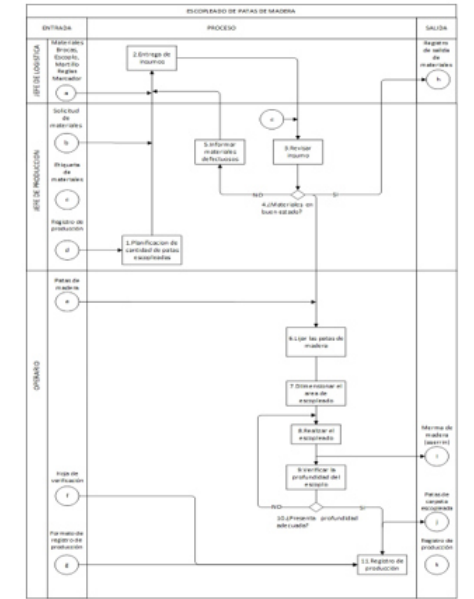 ESCOPLEADO DE PATAS DE MADERA
ENTRADA
PROCESO
SALIDA
JEFE DE LOGISTICA
Materiales
Brocas,
Escoplo,
Martillo
Reglas
Marcador
a
2.Entrega de
insumos
Registro
de salida
de
materiales
h
JEFE DE PRODUCCION
Solicitud
de
materiales
b
Etiqueta
de
materiales
c
Registro de
producción
d
1.Planificacion de
cantidad de patas
escopleadas
5.Informar
materiales
defectuosos
c
3.Revisar
insumo
NO
SI
4.¿Materiales en
buen estado?
OPERARIO
Patas de
madera
e
6.Lijar las patas de
madera
7.Dimensionar el
area de
escopleado
8.Realizar el
escopleado
9.Verificar la
profundidad del
escoplo
NO
SI
10.¿Presenta profundidad
adecuada?
Merma de
madera
(aserrin)
i
Hoja de
verificación
f
Patas de
escopleada
j
Formato de
registro de
producción
g
11.Registro de
producción
Registro de
producción
k